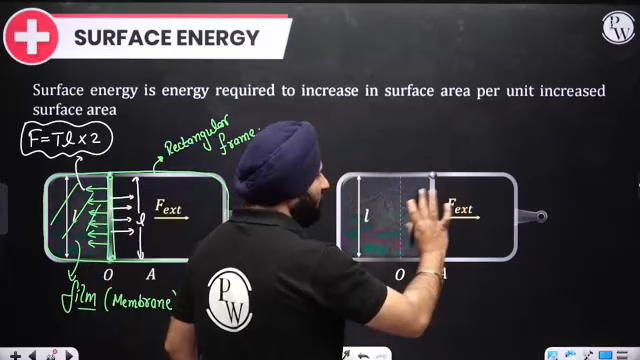 SURFACE ENERGY
PW
Surface energy is energy required to increase in surface area per unit increased
surface area
F=Tl×2
Rectangular
frame.
l
l
F_ext
l
F_ext
O
A
O
A
film (Membrane)
PW